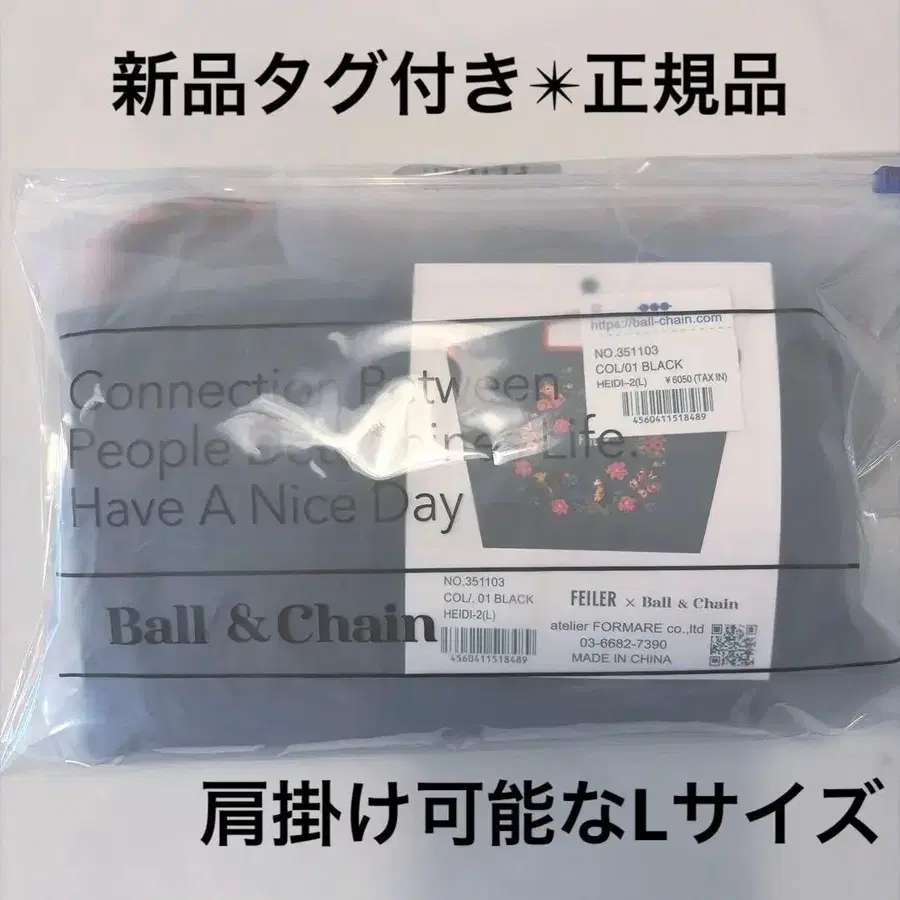 新品タグ付き✴正規品
https://ball-chain.com
NO.351103
COL/01 BLACK
HEIDI-2(L) ¥6050 (TAX IN)
4560411518489
Connection Between
People Determines Life.
Have A Nice Day
NO.351103
COL/. 01 BLACK
HEIDI-2(L)
4560411518489
FEILER × Ball & Chain
atelier FORMARE co.,ltd
03-6682-7390
MADE IN CHINA
Ball & Chain
肩掛け可能なLサイズ